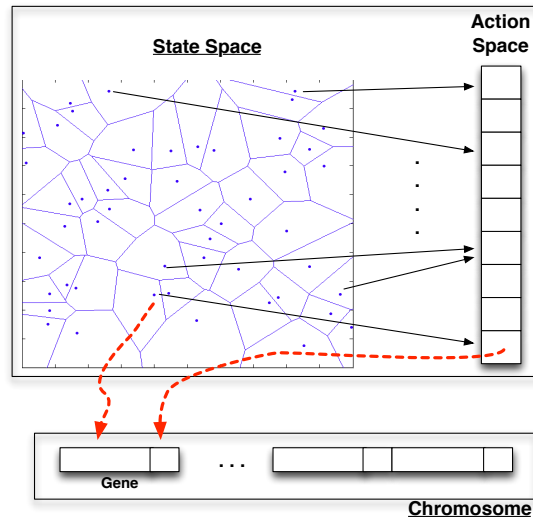 State Space
Action
Space
. . .
Gene
Chromosome